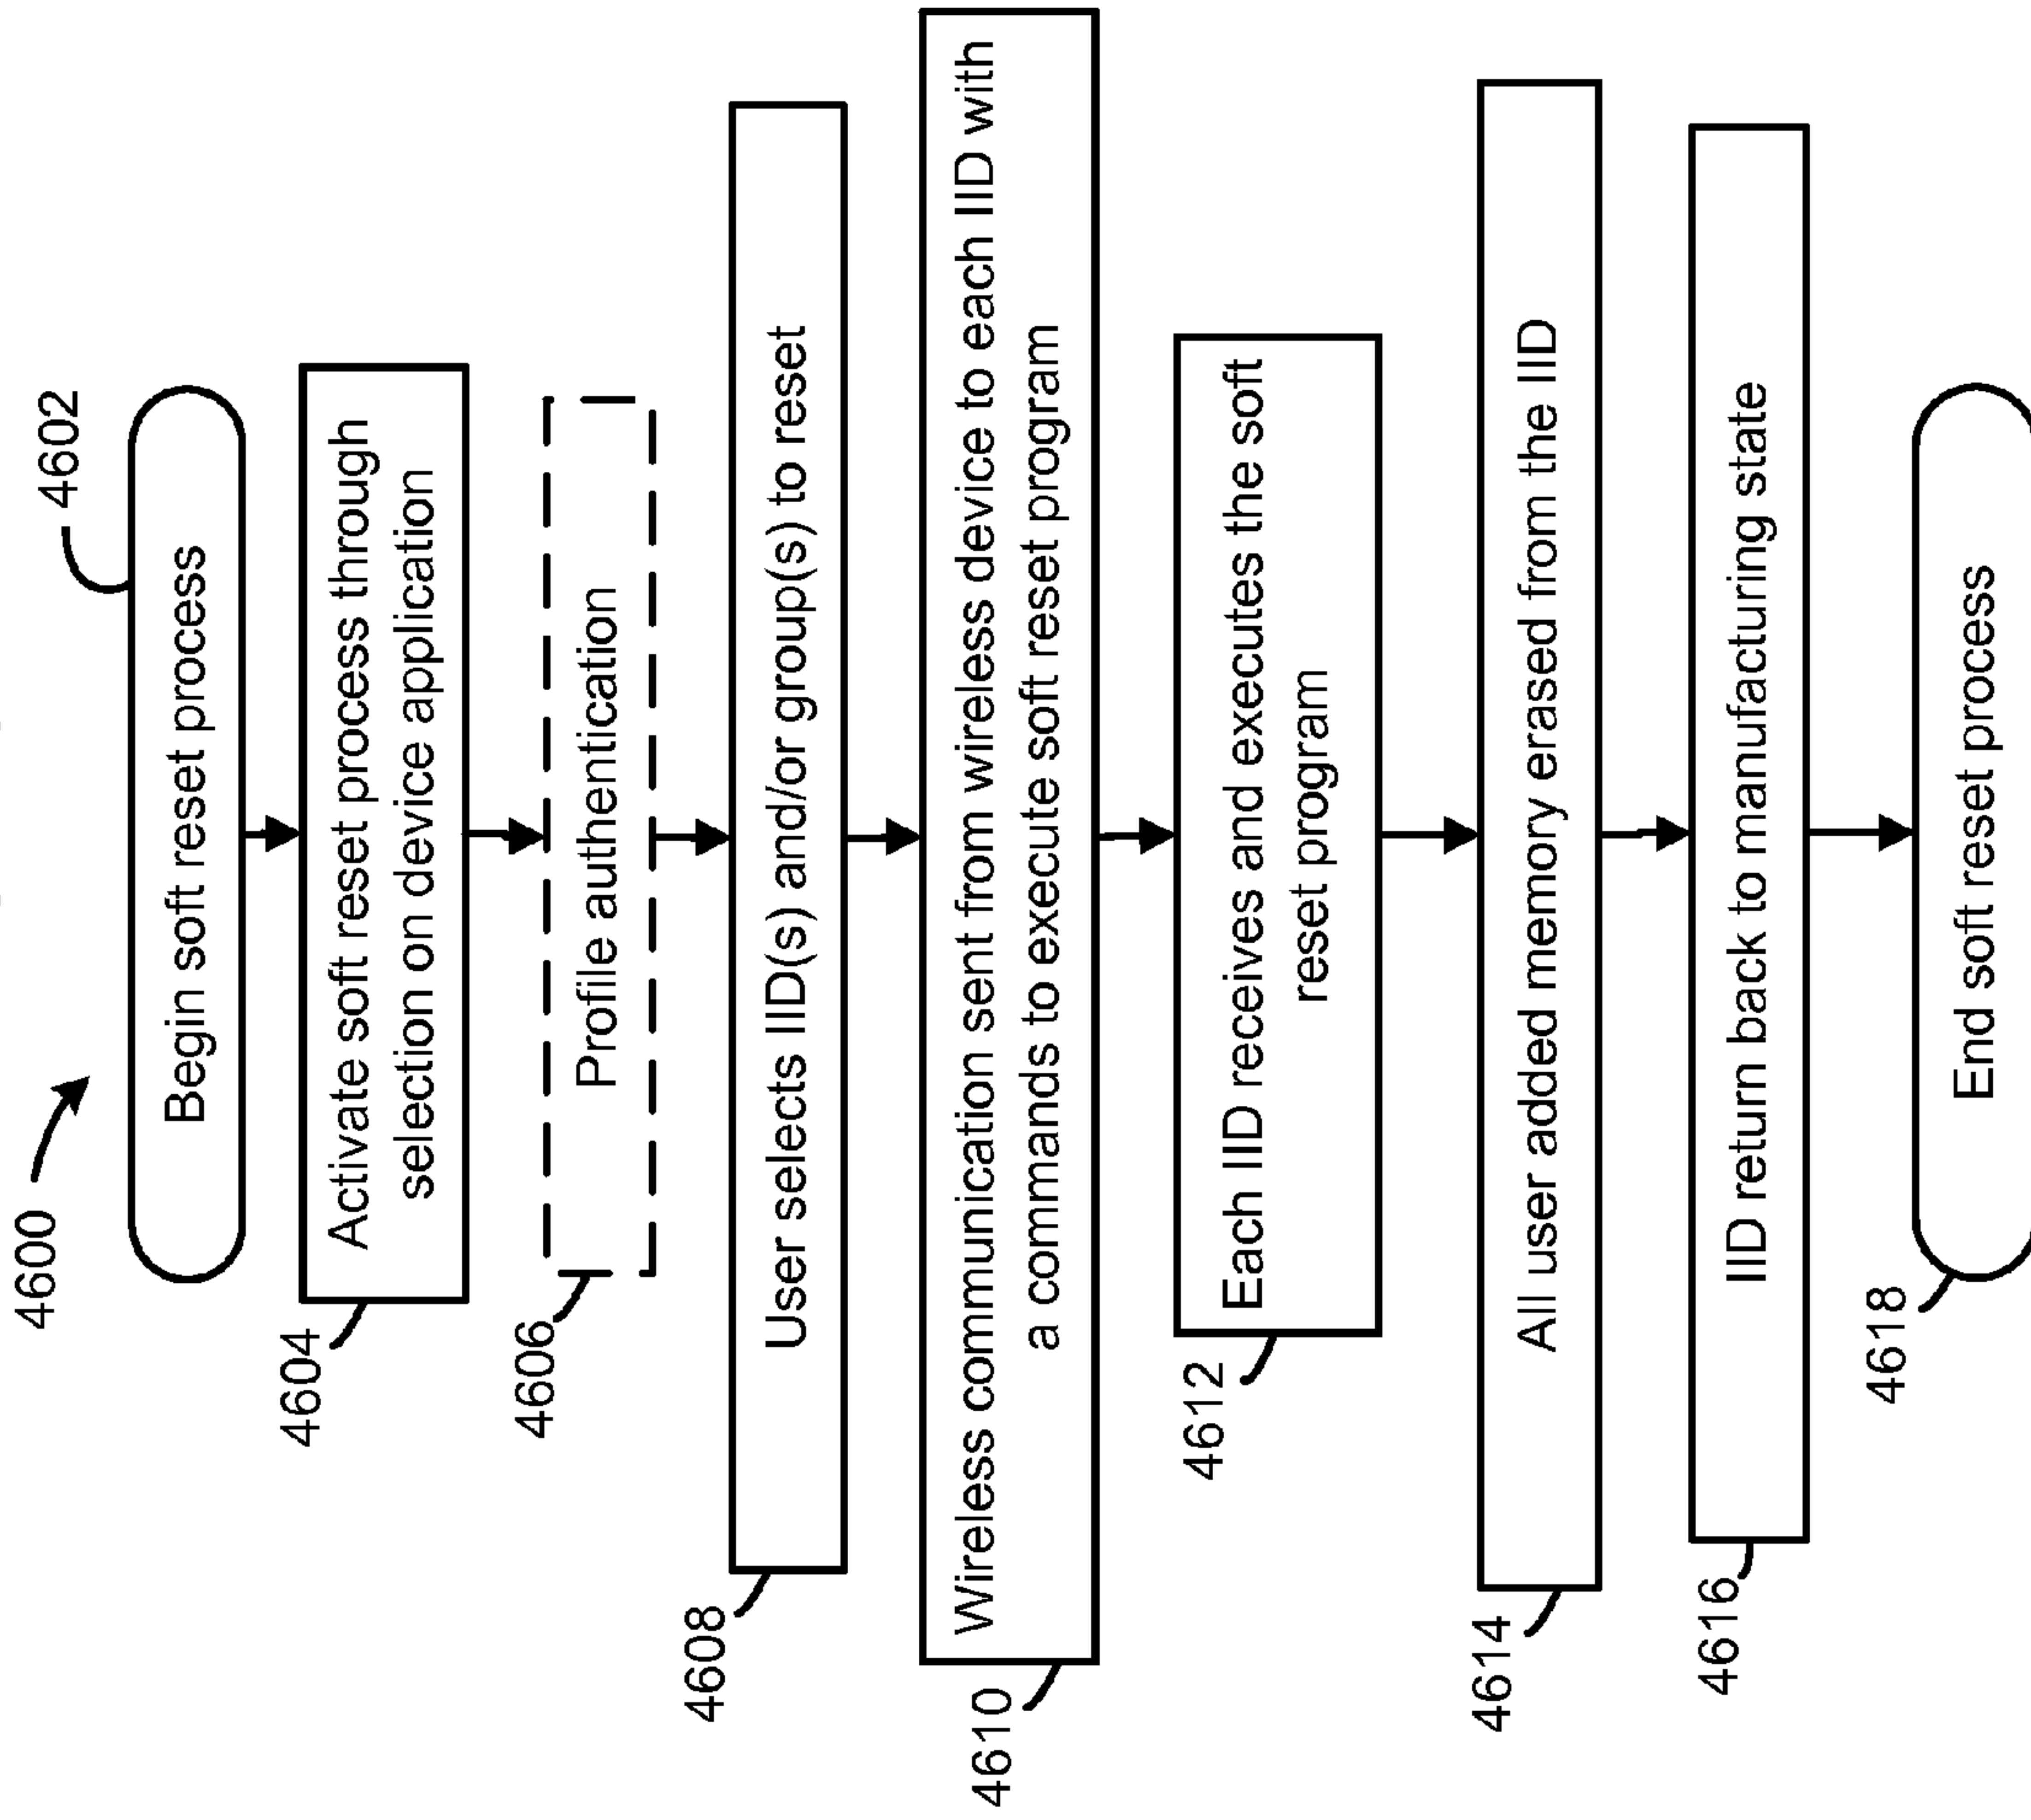 4600
4602
Begin soft reset process
4604
Activate soft reset process through
selection on device application
4606
Profile authentication
4608
User selects IID(s) and/or group(s) to reset
4610
Wireless communication sent from wireless device to each IID with
a commands to execute soft reset program
4612
Each IID receives and executes the soft
reset program
4614
All user added memory erased from the IID
4616
IID return back to manufacturing state
4618
End soft reset process